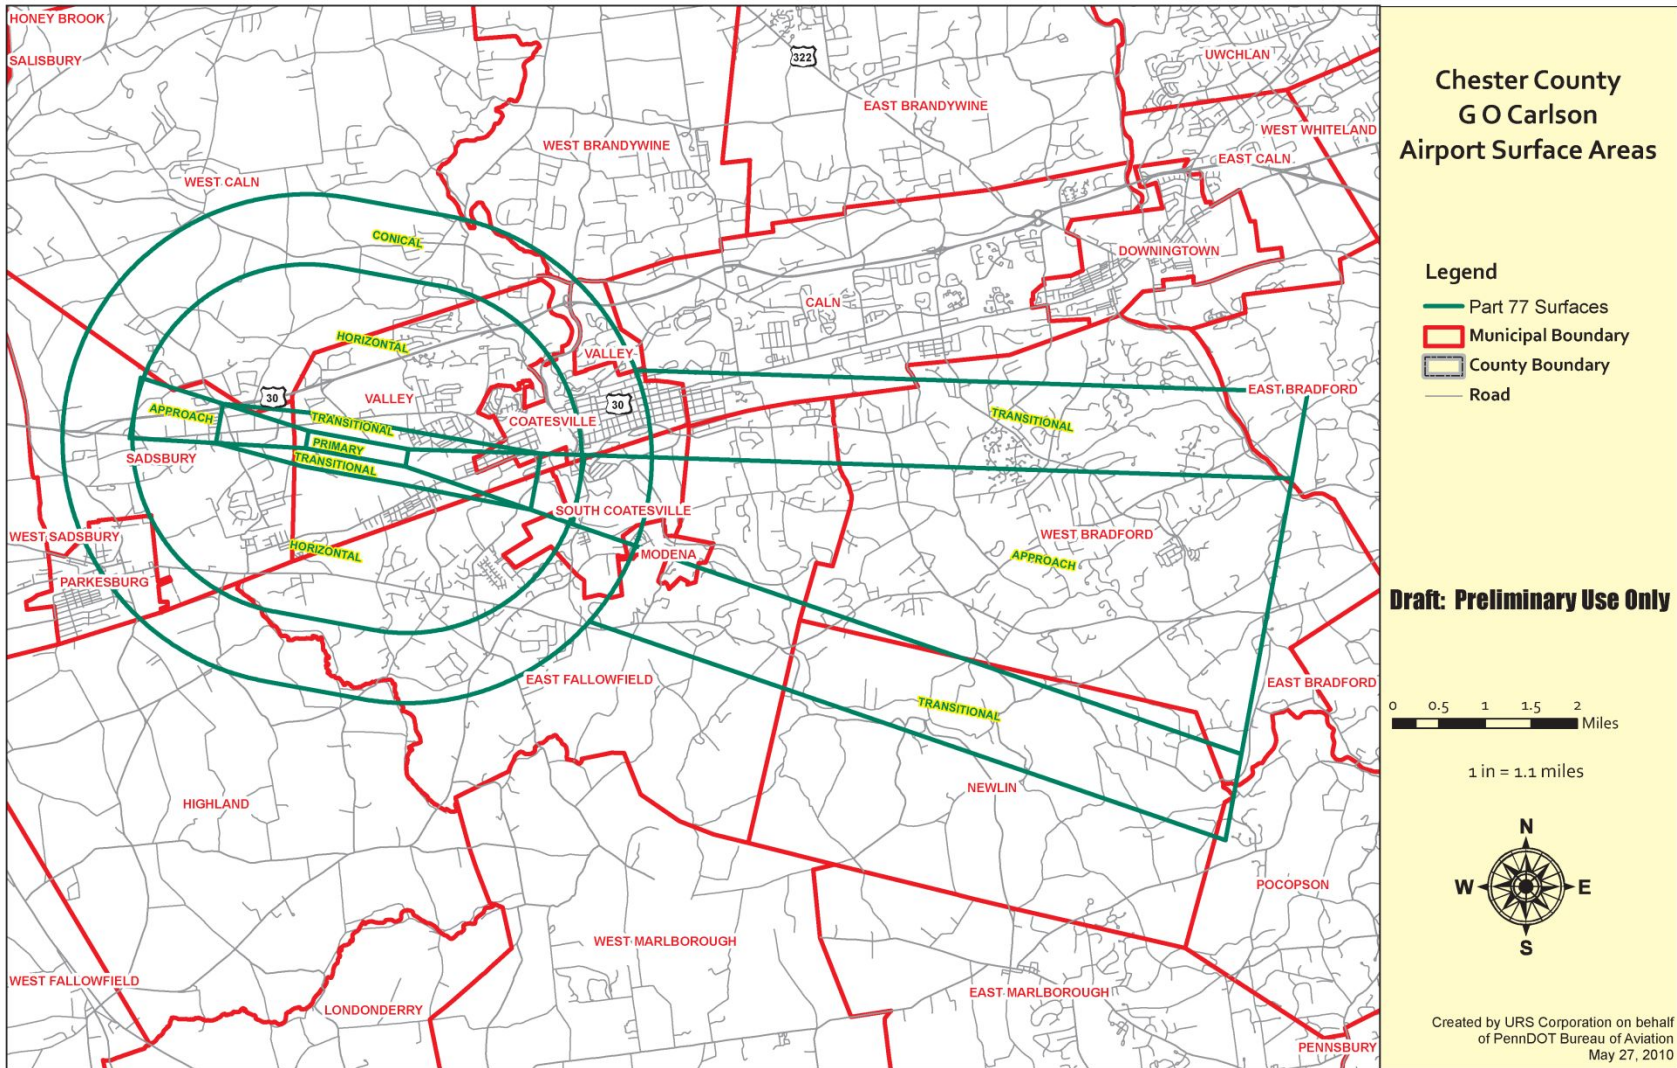 HONEY BROOK
SALISBURY
322
UWCHLAN
EAST BRANDYWINE
WEST WHITELAND
WEST BRANDYWINE
EAST CALN
WEST CALN
CONICAL
DOWNINGTOWN
CALN
HORIZONTAL
VALLEY
EAST BRADFORD
30
VALLEY
30
APPROACH
TRANSITIONAL
COATESVILLE
TRANSITIONAL
PRIMARY
SADSBURY
TRANSITIONAL
SOUTH COATESVILLE
WEST SADSBURY
WEST BRADFORD
HORIZONTAL
MODENA
APPROACH
PARKESBURG
EAST FALLOWFIELD
EAST BRADFORD
TRANSITIONAL
HIGHLAND
NEWLIN
POCOPSON
WEST MARLBOROUGH
WEST FALLOWFIELD
EAST MARLBOROUGH
LONDONDERRY
PENNSBURY
Chester County
G O Carlson
Airport Surface Areas
Legend
Part 77 Surfaces
Municipal Boundary
County Boundary
Road
Draft: Preliminary Use Only
0 0.5 1 1.5 2
Miles
1 in = 1.1 miles
N
W E
S
Created by URS Corporation on behalf
of PennDOT Bureau of Aviation
May 27, 2010